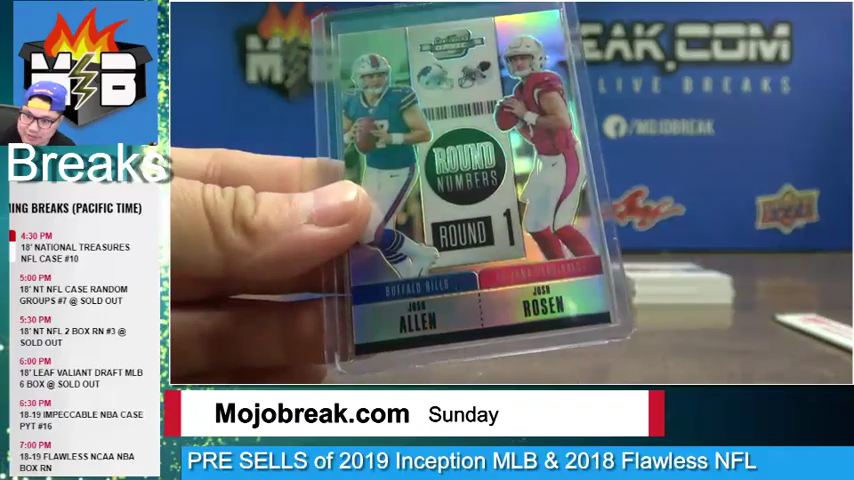 M B
Breaks
ING BREAKS (PACIFIC TIME)
4:30 PM
18' NATIONAL TREASURES
NFL CASE #10
5:00 PM
18' NT NFL CASE RANDOM
GROUPS #7 @ SOLD OUT
5:30 PM
18' NT NFL 2 BOX RN #3 @
SOLD OUT
6:00 PM
18' LEAF VALIANT DRAFT MLB
6 BOX @ SOLD OUT
6:30 PM
18-19 IMPECCABLE NBA CASE
PYT #16
7:00 PM
18-19 FLAWLESS NCAA NBA
BOX RN
EAK.COM
LIVE BREAKS
/MOJOBREAK
Leaf
UPPER DECK
ROUND
NUMBERS
ROUND 1
BUFFALO BILLS
JOSH
ALLEN
JOSH
ROSEN
Mojobreak.com Sunday
PRE SELLS of 2019 Inception MLB & 2018 Flawless NFL